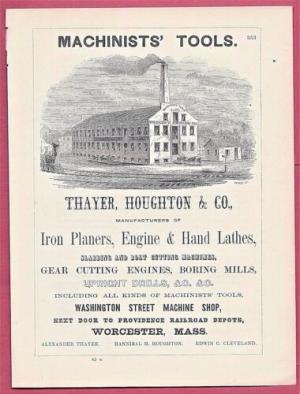 MACHINISTS' TOOLS.
THAYER, HOUGHTON & CO.,
MANUFACTURERS OF
Iron Planers, Engine & Hand Lathes,
SLABBING AND BOLT CUTTING MACHINES,
GEAR CUTTING ENGINES, BORING MILLS,
UPRIGHT DRILLS, &C. &C.
INCLUDING ALL KINDS OF MACHINISTS' TOOLS,
WASHINGTON STREET MACHINE SHOP,
NEXT DOOR TO PROVIDENCE RAILROAD DEPOTS,
WORCESTER, MASS.
ALEXANDER THAYER. HANNIBAL H. HOUGHTON. EDWIN C. CLEVELAND.